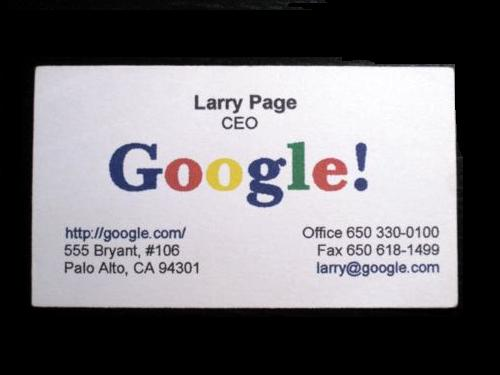 Larry Page
CEO
Google!
http://google.com/
555 Bryant, #106
Palo Alto, CA 94301
Office 650 330-0100
Fax 650 618-1499
larry@google.com